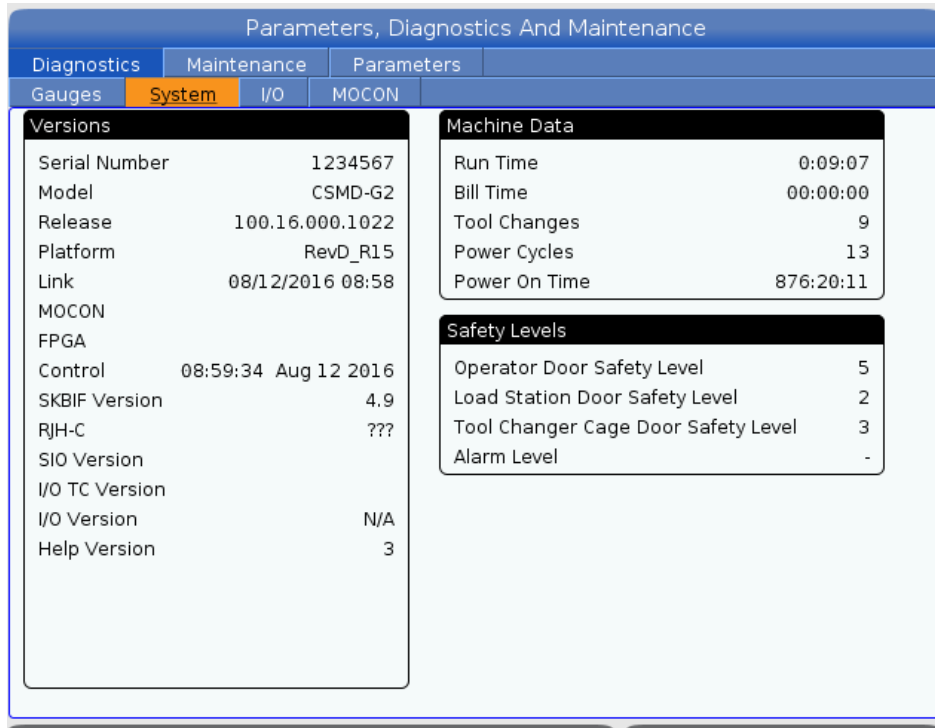 Parameters, Diagnostics And Maintenance
Diagnostics Maintenance Parameters
Gauges System I/O MOCON
Versions
Serial Number 1234567
Model CSMD-G2
Release 100.16.000.1022
Platform RevD_R15
Link 08/12/2016 08:58
MOCON
FPGA
Control 08:59:34 Aug 12 2016
SKBIF Version 4.9
RJH-C ???
SIO Version
I/O TC Version
I/O Version N/A
Help Version 3
Machine Data
Run Time 0:09:07
Bill Time 00:00:00
Tool Changes 9
Power Cycles 13
Power On Time 876:20:11
Safety Levels
Operator Door Safety Level 5
Load Station Door Safety Level 2
Tool Changer Cage Door Safety Level 3
Alarm Level -